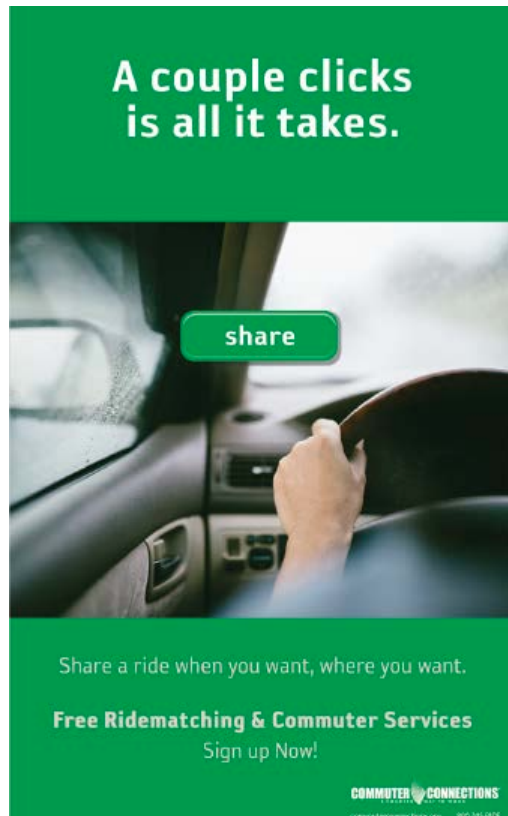 A couple clicks
is all it takes.
share
Share a ride when you want, where you want.
Free Ridematching & Commuter Services
Sign up Now!
COMMUTER CONNECTIONS